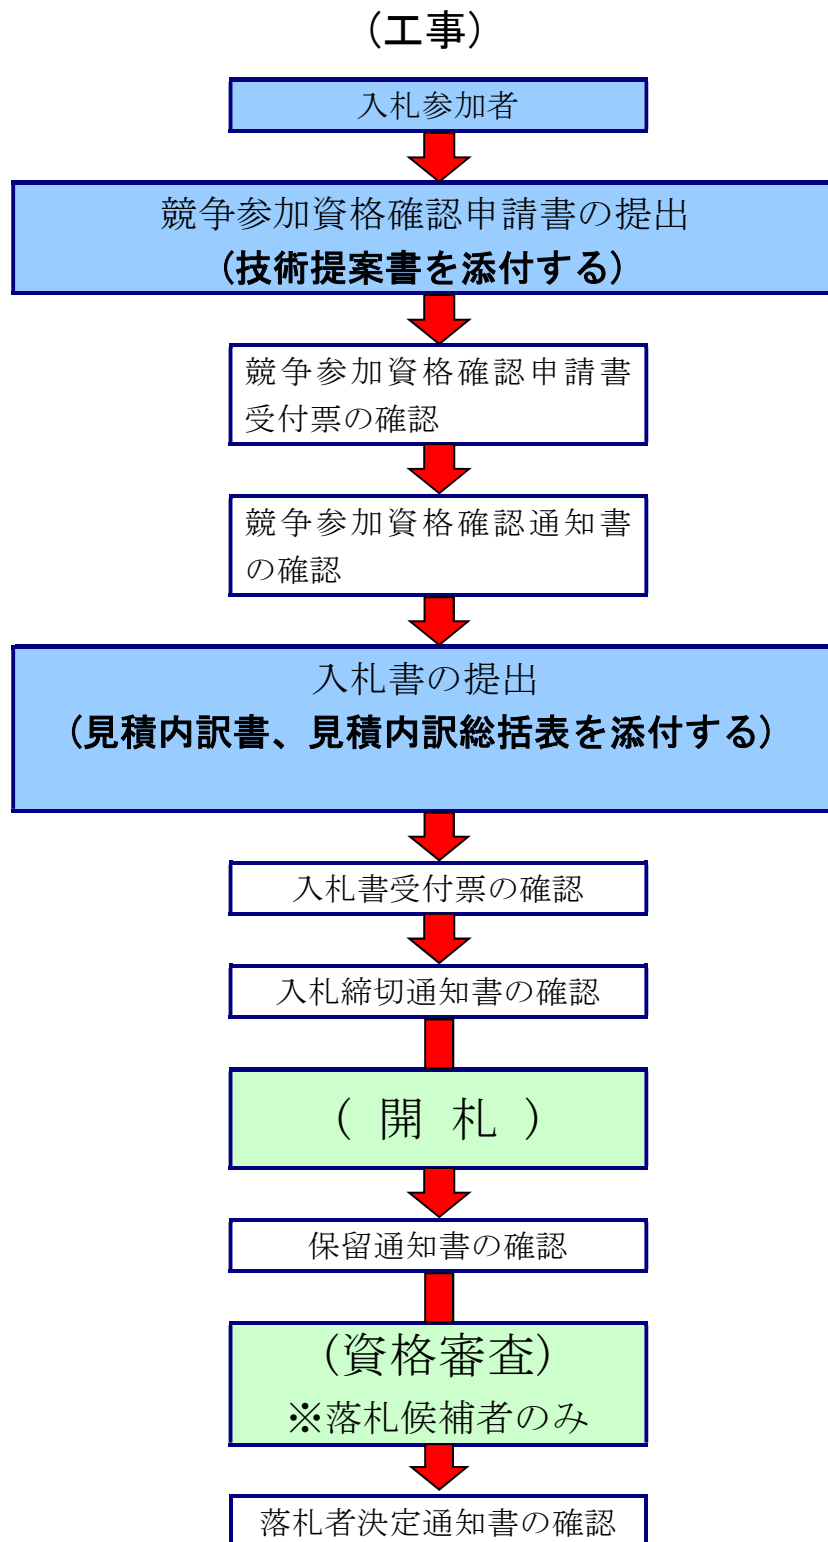 (工事)
入札参加者
競争参加資格確認申請書の提出
(技術提案書を添付する)
競争参加資格確認申請書
受付票の確認
競争参加資格確認通知書
の確認
入札書の提出
(見積内訳書、見積内訳総括表を添付する)
入札書受付票の確認
入札締切通知書の確認
( 開 札 )
保留通知書の確認
(資格審査)
※落札候補者のみ
落札者決定通知書の確認